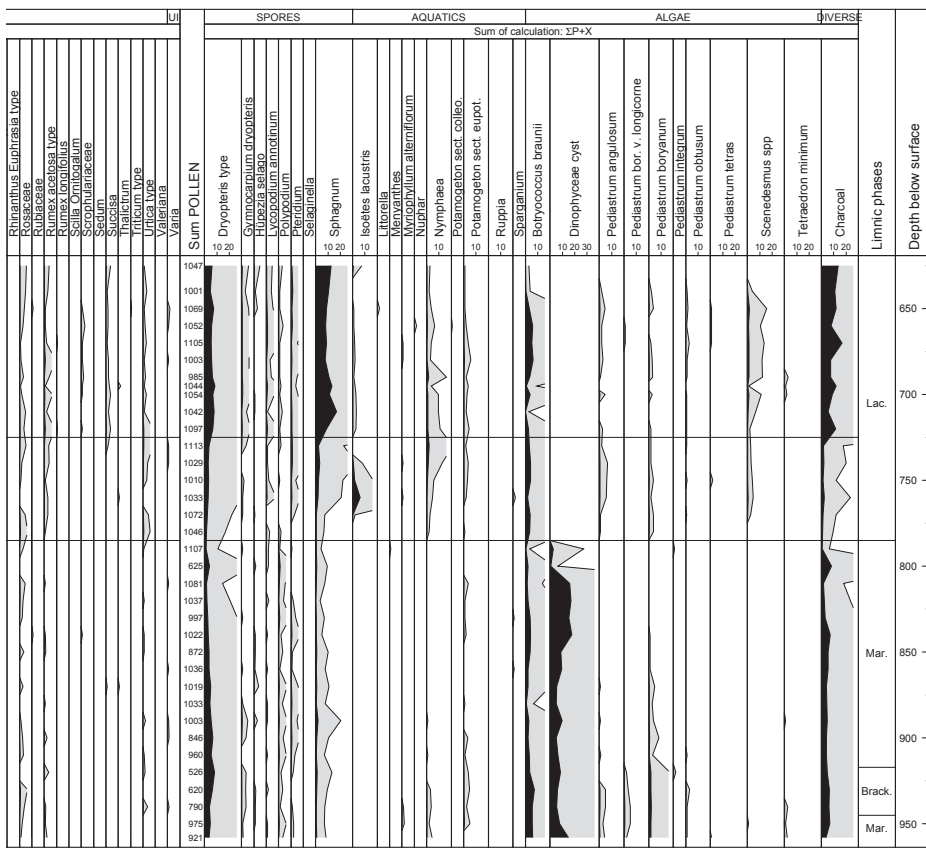 UI
SPORES
AQUATICS
ALGAE
DIVERSE
Sum of calculation: ΣP+X
Rhinanthus Euphrasia type
Rosaceae
Rubiaceae
Rumex acetosa type
Rumex longifolius
Scilla Ornitogalum
Scrophulariaceae
Sedum
Succisa
Thalictrum
Triticum type
Urtica type
Valeriana
Varia
Sum POLLEN
Dryopteris type
Gymnocarpium dryopteris
Hupezia selago
Lycopodium annotinum
Polypodium
Pteridium
Selaginella
Sphagnum
Isoëtes lacustris
Littorella
Menyanthes
Myriophyllum alterniflorum
Nuphar
Nymphaea
Potamogeton sect. colleo.
Potamogeton sect. eupot.
Ruppia
Sparganium
Botryococcus braunii
Dinophyceae cyst
Pediastrum angulosum
Pediastrum bor. v. longicorne
Pediastrum boryanum
Pediastrum integrum
Pediastrum obtusum
Pediastrum tetras
Scenedesmus spp
Tetraedron minimum
Charcoal
Limnic phases
Depth below surface
10 20
10 20
10
10
10
10
10 20 30
10
10
10
10
10
10
10 20
10
10 20
1047
1001
1069
1052
1105
1003
985
1044
1054
1042
1097
1113
1029
1010
1033
1072
1046
1107
625
1081
1037
997
1022
872
1036
1019
1033
1003
846
960
526
620
790
975
921
Lac.
Mar.
Brack.
Mar.
650
700
750
800
850
900
950